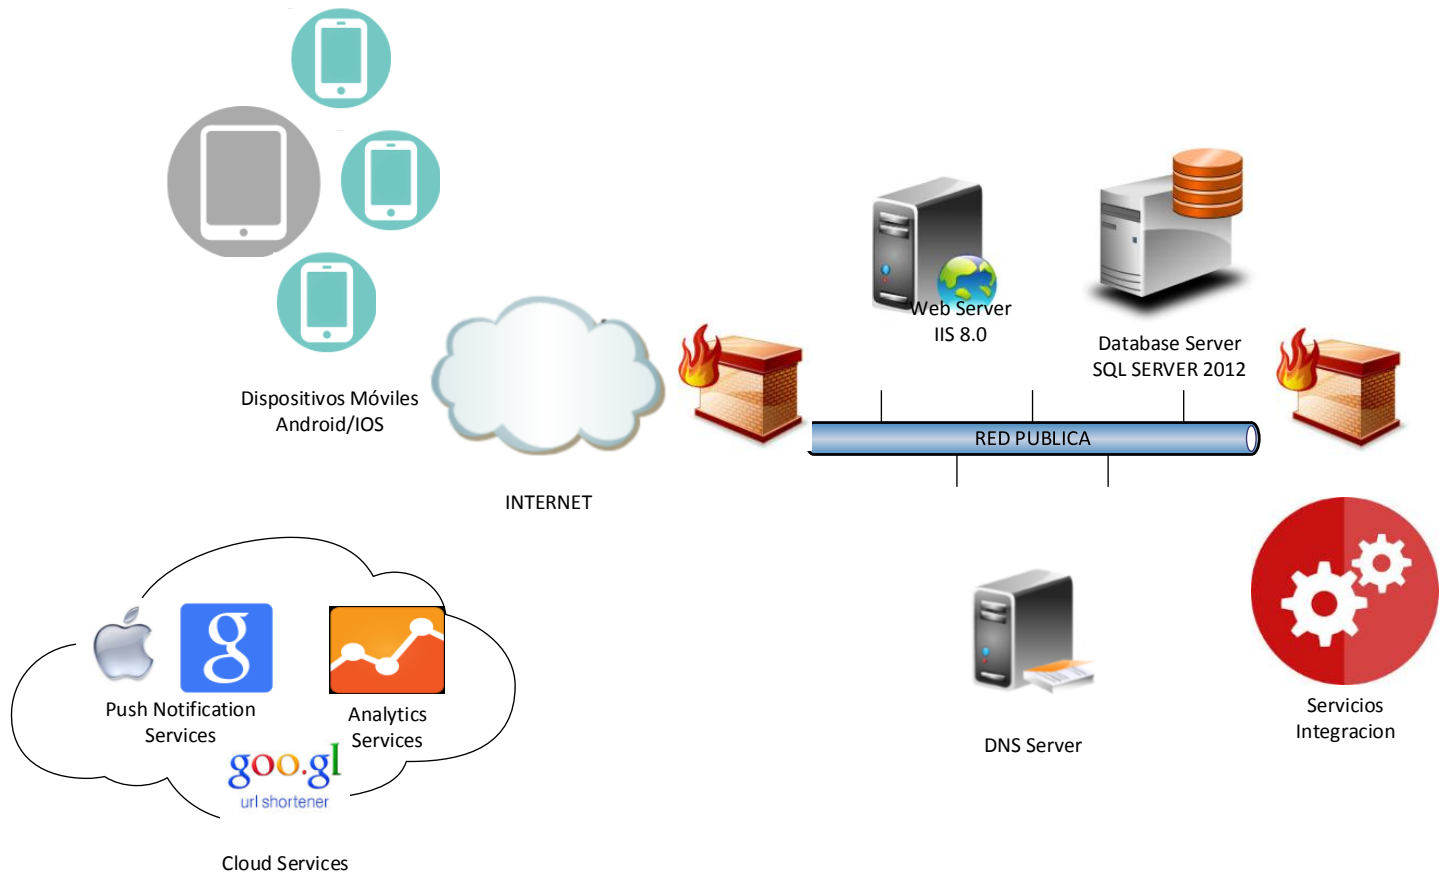 Web Server
IIS 8.0
Database Server
SQL SERVER 2012
Dispositivos Móviles
Android/IOS
RED PUBLICA
INTERNET
g
Push Notification
Services
Analytics
Services
goo.gl
url shortener
Cloud Services
DNS Server
Servicios
Integracion